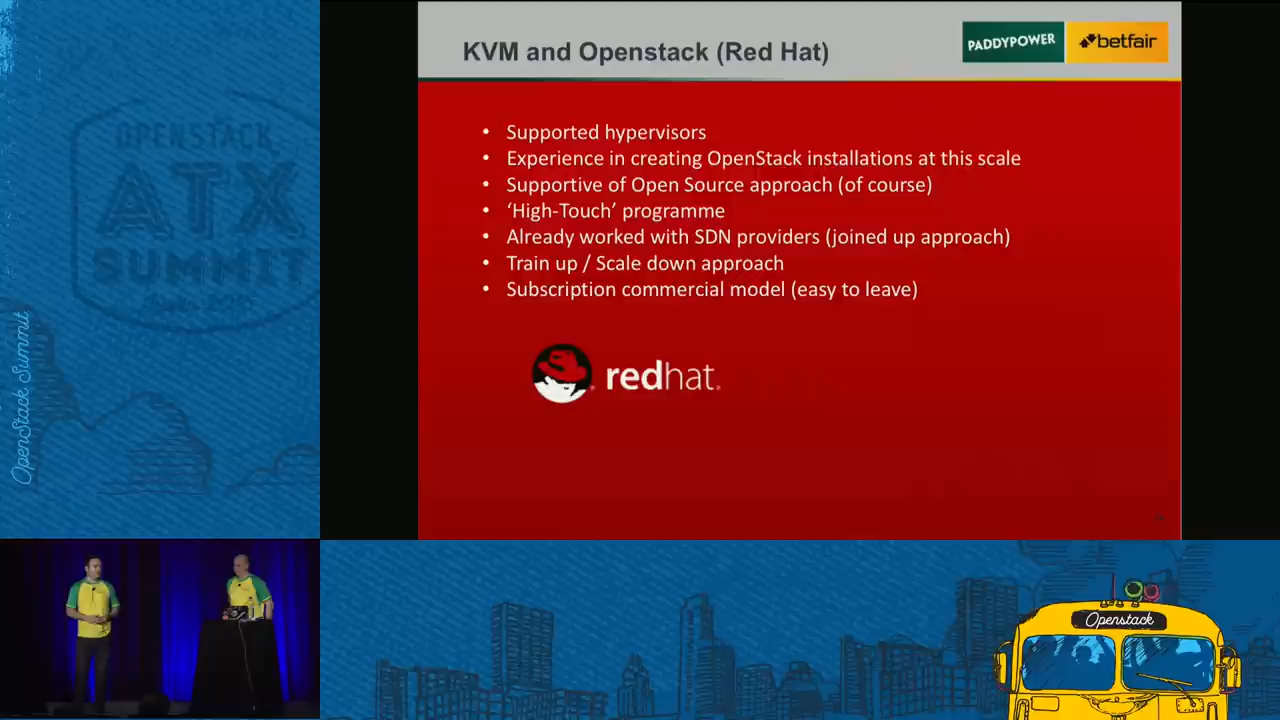 KVM and Openstack (Red Hat)
PADDYPOWER
betfair
• Supported hypervisors
• Experience in creating OpenStack installations at this scale
• Supportive of Open Source approach (of course)
• ‘High-Touch’ programme
• Already worked with SDN providers (joined up approach)
• Train up / Scale down approach
• Subscription commercial model (easy to leave)
redhat.
OPENSTACK
ATX
SUMMIT
OpenStack Summit
Openstack